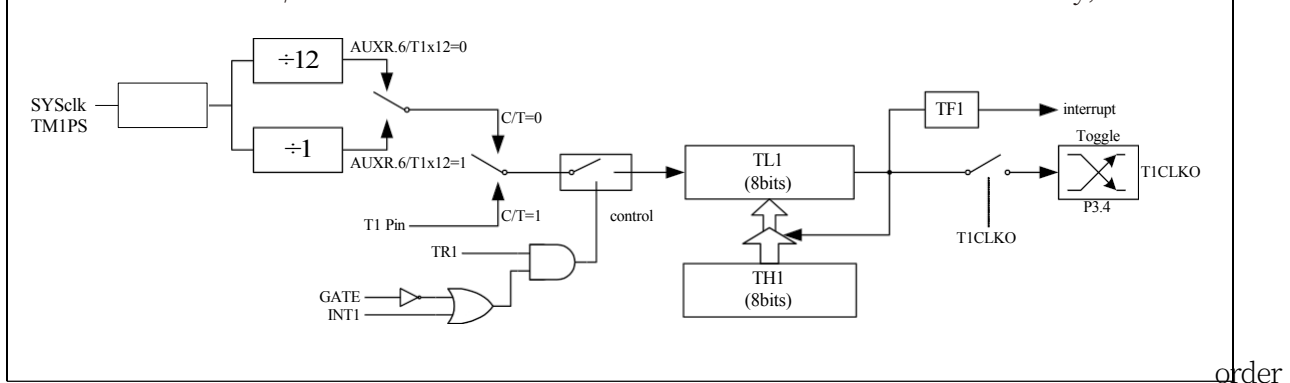 ÷12
AUXR.6/T1x12=0
SYSclk
TM1PS
÷1
AUXR.6/T1x12=1
C/T=0
C/T=1
T1 Pin
control
TR1
GATE
INT1
TL1
(8bits)
TH1
(8bits)
TF1
interrupt
Toggle
T1CLKO
P3.4
T1CLKO
order